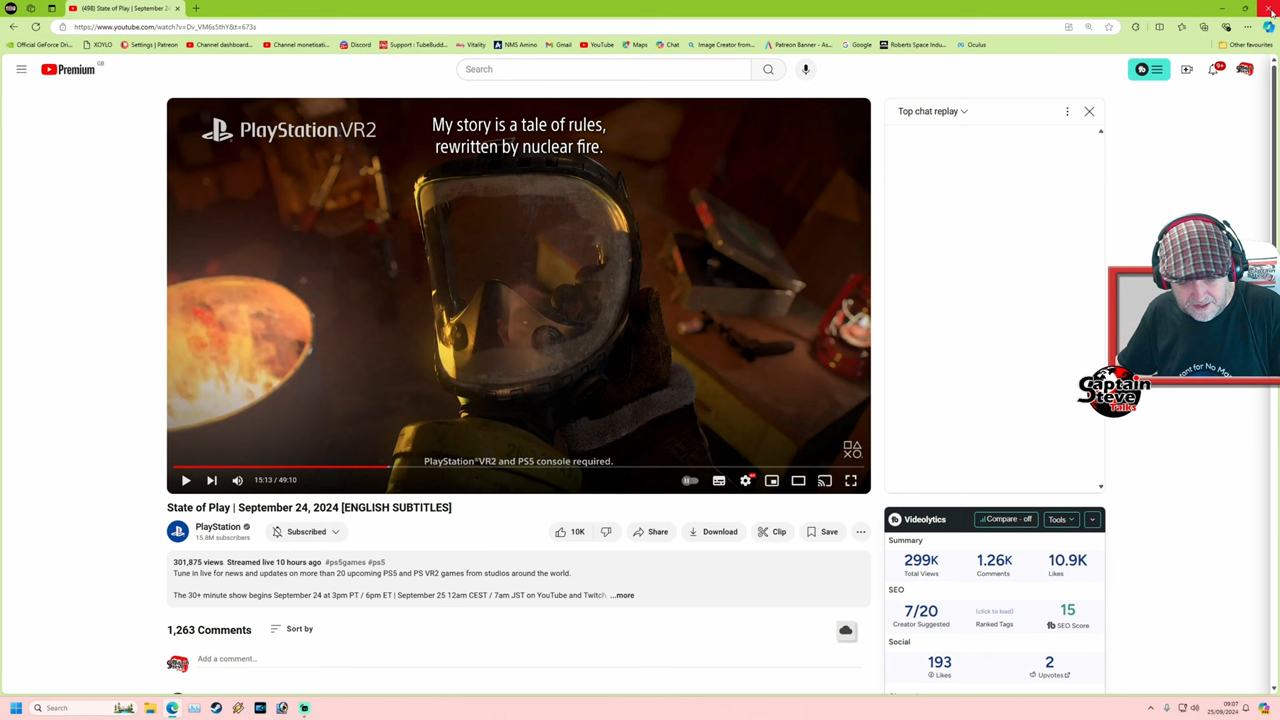 (498) State of Play | September 24
https://www.youtube.com/watch?v=Dv_VM6s5thY&t=673s
Official GeForce Dri... XOYLO Settings | Patreon Channel dashboard... Channel monetisati... Discord Support : TubeBudd... Vitality NMS Amino Gmail YouTube Maps Chat Image Creator from... Patreon Banner - As... Google Roberts Space Indu... Oculus Other favourites
Premium GB
Search
9+
PlayStation VR2
My story is a tale of rules,
rewritten by nuclear fire.
PlayStation®VR2 and PS5 console required.
15:13 / 49:10
Top chat replay
Captain
Steve
Talks
State of Play | September 24, 2024 [ENGLISH SUBTITLES]
PlayStation
15.8M subscribers
Subscribed
10K
Share
Download
Clip
Save
301,875 views Streamed live 10 hours ago #ps5games #ps5
Tune in live for news and updates on more than 20 upcoming PS5 and PS VR2 games from studios around the world.
The 30+ minute show begins September 24 at 3pm PT / 6pm ET | September 25 12am CEST / 7am JST on YouTube and Twitch ...more
1,263 Comments
Sort by
Add a comment...
Videolytics
Compare - off
Tools
Summary
299K 1.26K 10.9K
Total Views Comments Likes
SEO
7/20 (click to load) 15
Creator Suggested Ranked Tags SEO Score
Social
193 2
Likes Upvotes
Search
09:07
25/09/2024